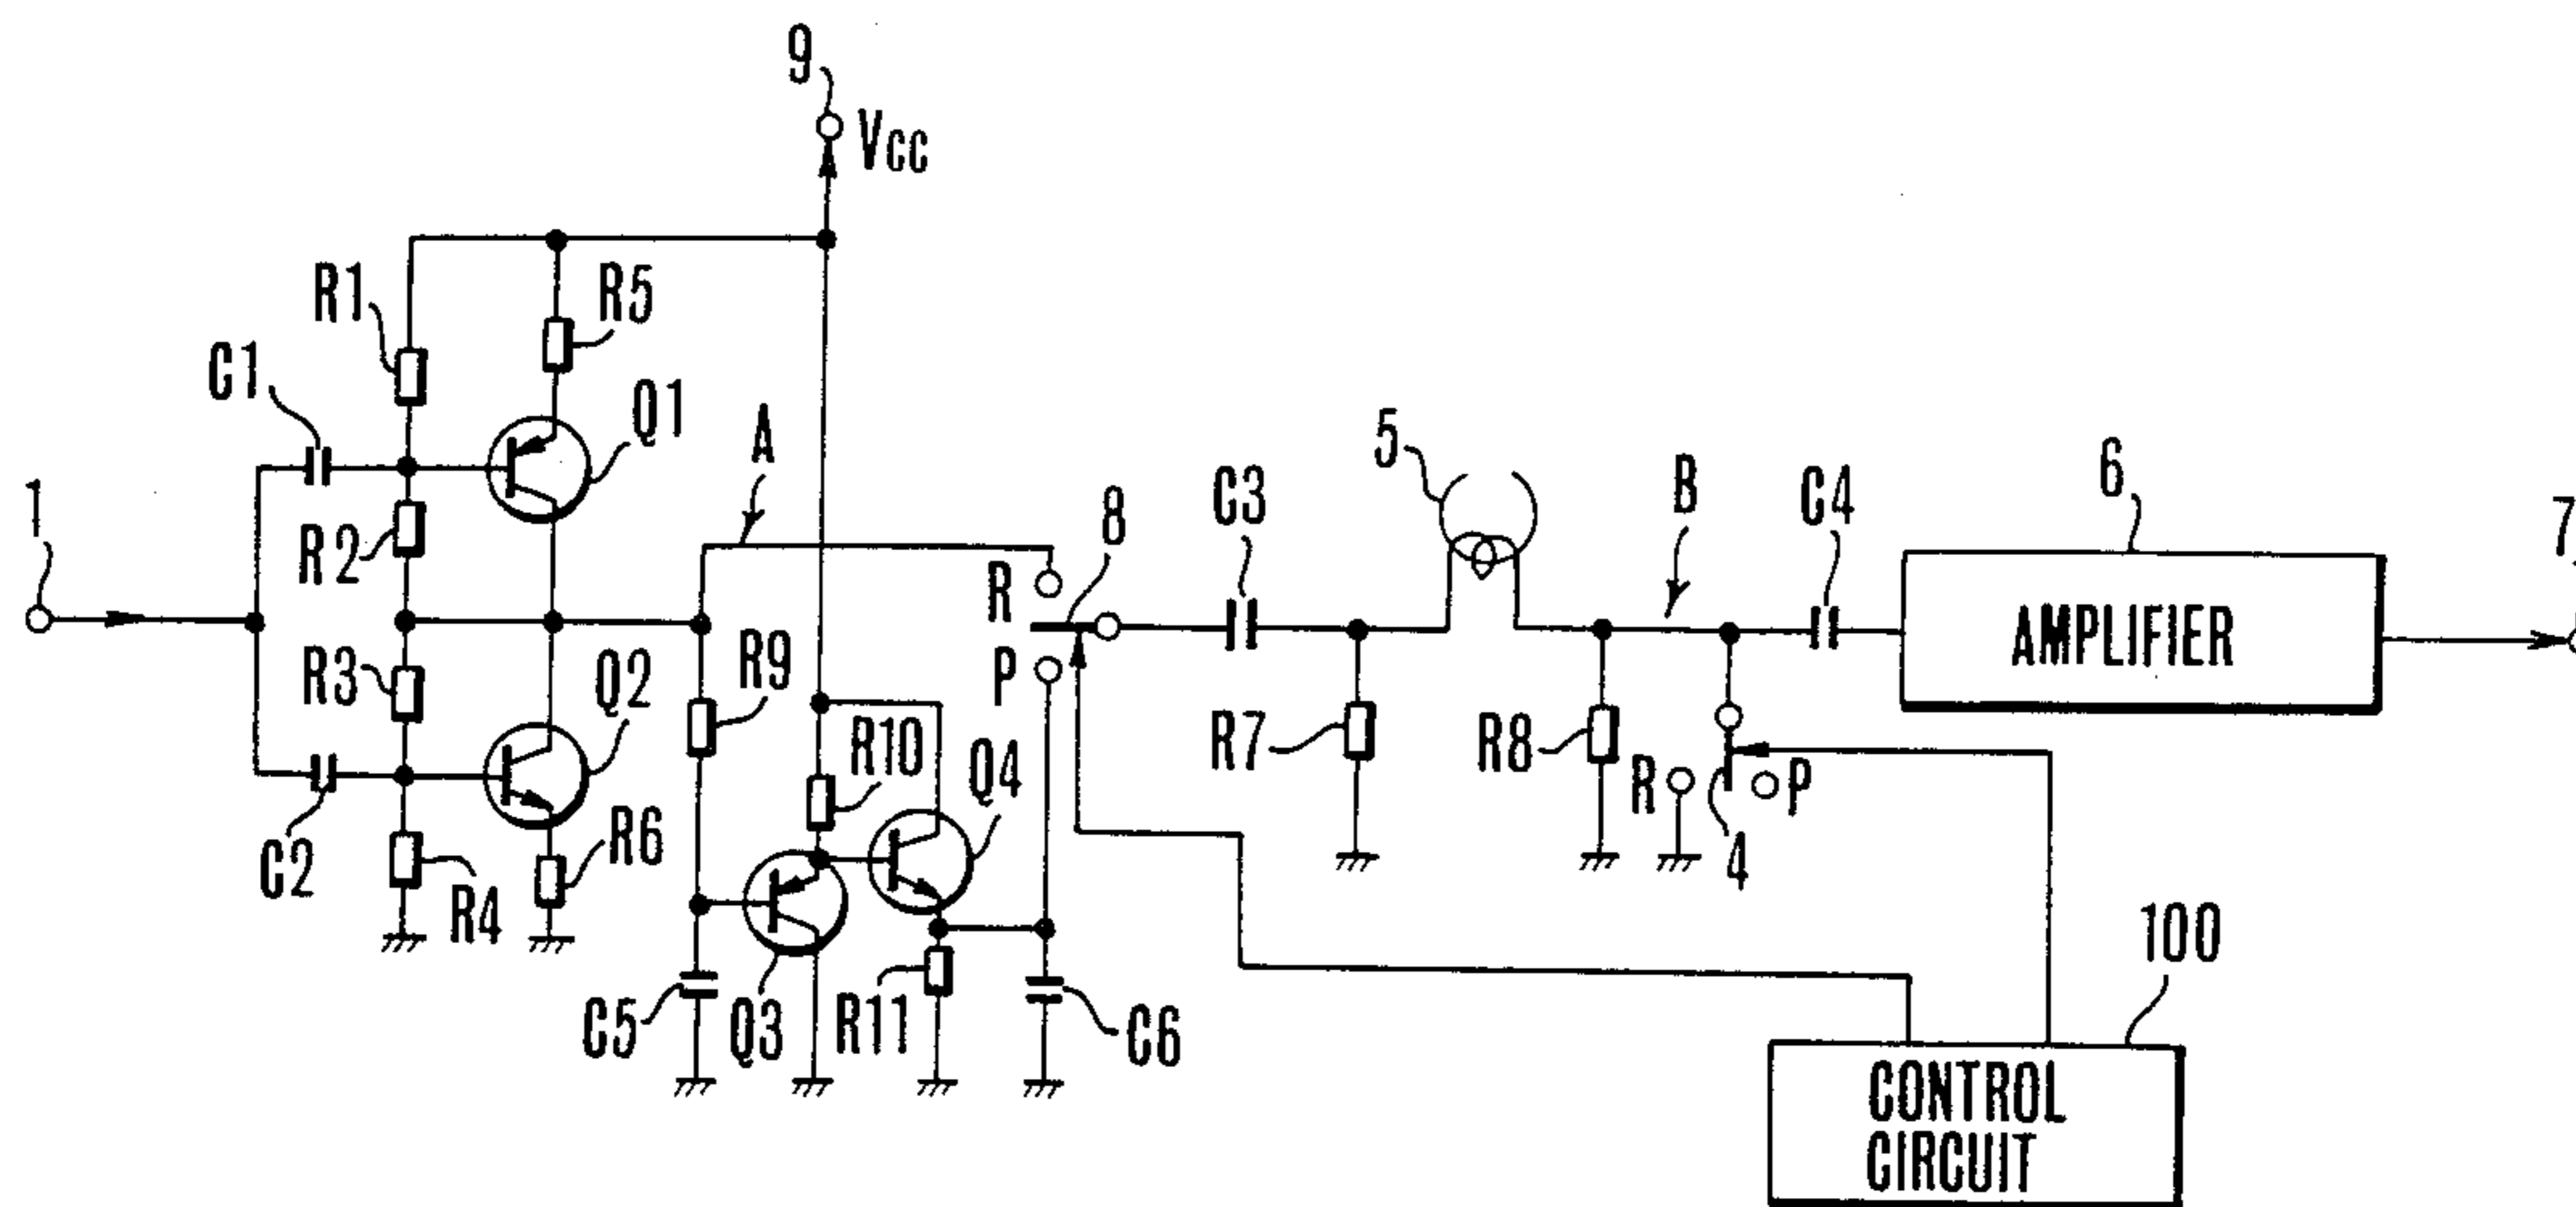 9
Vcc
R1
R5
C1
Q1
A
5
6
1
R2
8
C3
B
C4
7
R
AMPLIFIER
R3
Q2
R9
P
R10
R7
R8
Q4
R
P
C2
R4
R6
4
100
C5
Q3
R11
C6
CONTROL
CIRCUIT